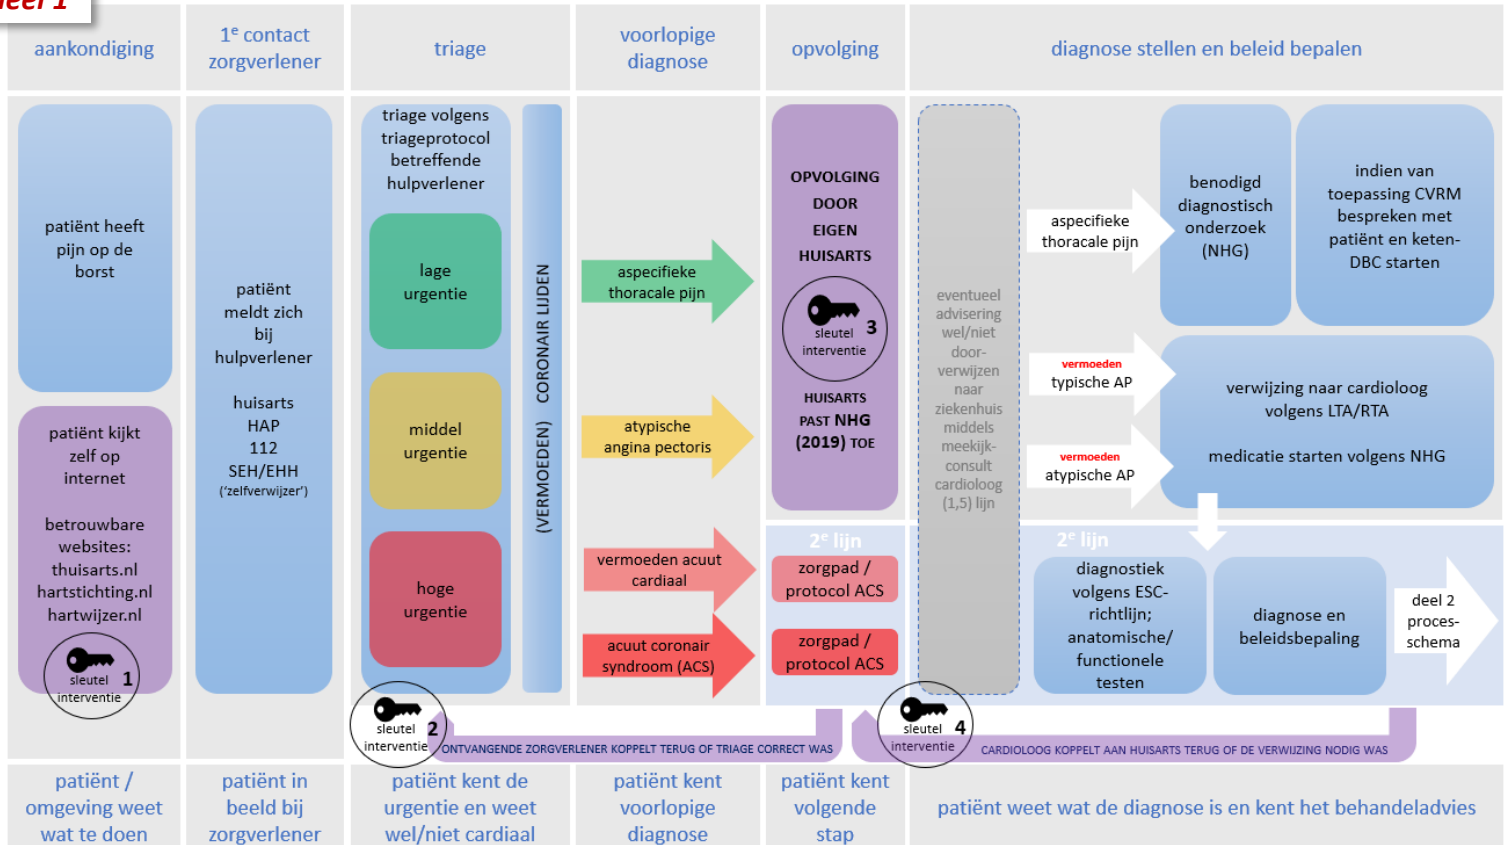 deel 1
aankondiging
1e contact
zorgverlener
triage
voorlopige
diagnose
opvolging
diagnose stellen en beleid bepalen
patiënt heeft
pijn op de
borst
patiënt kijkt
zelf op
internet
betrouwbare
websites:
thuisarts.nl
hartstichting.nl
hartwijzer.nl
sleutel 1
interventie
patiënt
meldt zich
bij
hulpverlener
huisarts
HAP
112
SEH/EHH
('zelfverwijzer')
triage volgens
triageprotocol
betreffende
hulpverlener
lage
urgentie
middel
urgentie
hoge
urgentie
(VERMOEDEN) CORONAIR LIJDEN
sleutel 2
interventie
aspecifieke
thoracale pijn
atypische
angina pectoris
vermoeden acuut
cardiaal
acuut coronair
syndroom (ACS)
OPVOLGING
DOOR
EIGEN
HUISARTS
sleutel 3
interventie
HUISARTS
PAST NHG
(2019) TOE
2e lijn
zorgpad /
protocol ACS
zorgpad /
protocol ACS
ONTVANGENDE ZORGVERLENER KOPPELT TERUG OF TRIAGE CORRECT WAS
eventueel
advisering
wel/niet
door-
verwijzen
naar
ziekenhuis
middels
meekijk-
consult
cardioloog
(1,5) lijn
aspecifieke
thoracale pijn
benodigd
diagnostisch
onderzoek
(NHG)
indien van
toepassing CVRM
bespreken met
patiënt en keten-
DBC starten
vermoeden
typische AP
vermoeden
atypische AP
verwijzing naar cardioloog
volgens LTA/RTA
medicatie starten volgens NHG
2e lijn
diagnostiek
volgens ESC-
richtlijn;
anatomische/
functionele
testen
diagnose en
beleidsbepaling
deel 2
proces-
schema
sleutel 4
interventie
CARDIOLOOG KOPPELT AAN HUISARTS TERUG OF DE VERWIJZING NODIG WAS
patiënt /
omgeving weet
wat te doen
patiënt in
beeld bij
zorgverlener
patiënt kent de
urgentie en weet
wel/niet cardiaal
patiënt kent
voorlopige
diagnose
patiënt kent
volgende
stap
patiënt weet wat de diagnose is en kent het behandeladvies